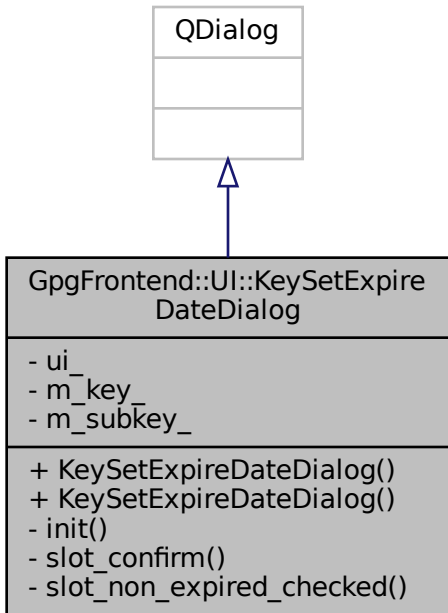 QDialog
GpgFrontend::UI::KeySetExpire
DateDialog
- ui_
- m_key_
- m_subkey_
+ KeySetExpireDateDialog()
+ KeySetExpireDateDialog()
- init()
- slot_confirm()
- slot_non_expired_checked()